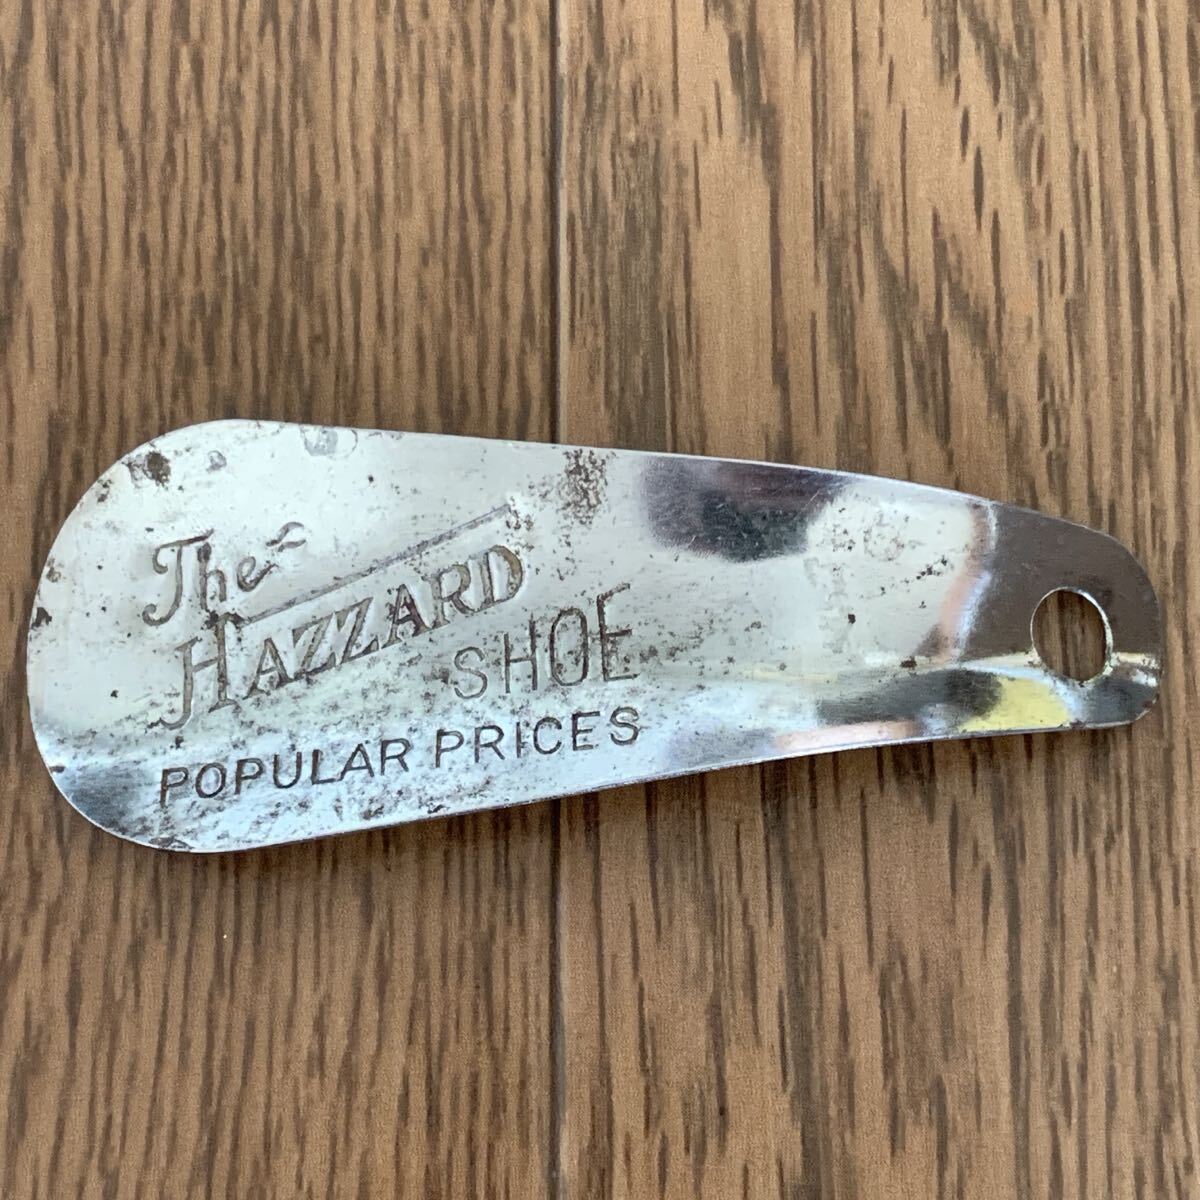 The
HAZZARD
SHOE
POPULAR PRICES